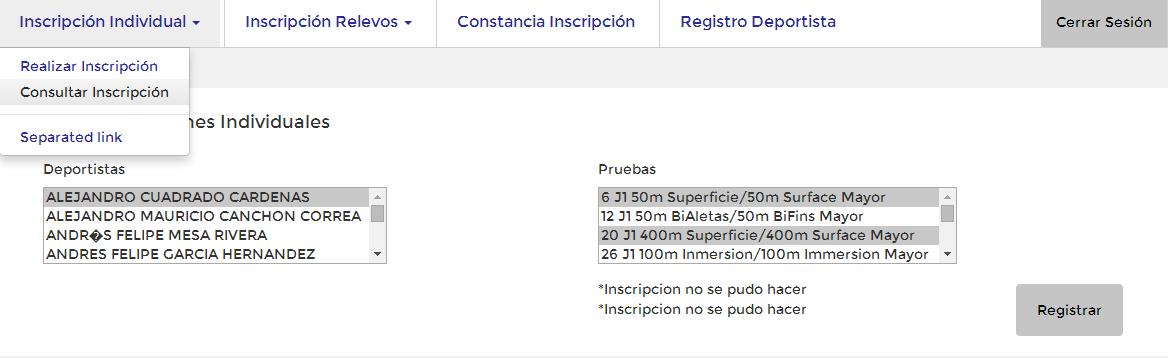 Inscripción Individual
Inscripción Relevos
Constancia Inscripción
Registro Deportista
Cerrar Sesión
Realizar Inscripción
Consultar Inscripción
Separated link
nes Individuales
Deportistas
ALEJANDRO CUADRADO CARDENAS
ALEJANDRO MAURICIO CANCHON CORREA
ANDR�S FELIPE MESA RIVERA
ANDRES FELIPE GARCIA HERNANDEZ
Pruebas
6 J1 50m Superficie/50m Surface Mayor
12 J1 50m BiAletas/50m BiFins Mayor
20 J1 400m Superficie/400m Surface Mayor
26 J1 100m Inmersion/100m Immersion Mayor
*Inscripcion no se pudo hacer
*Inscripcion no se pudo hacer
Registrar